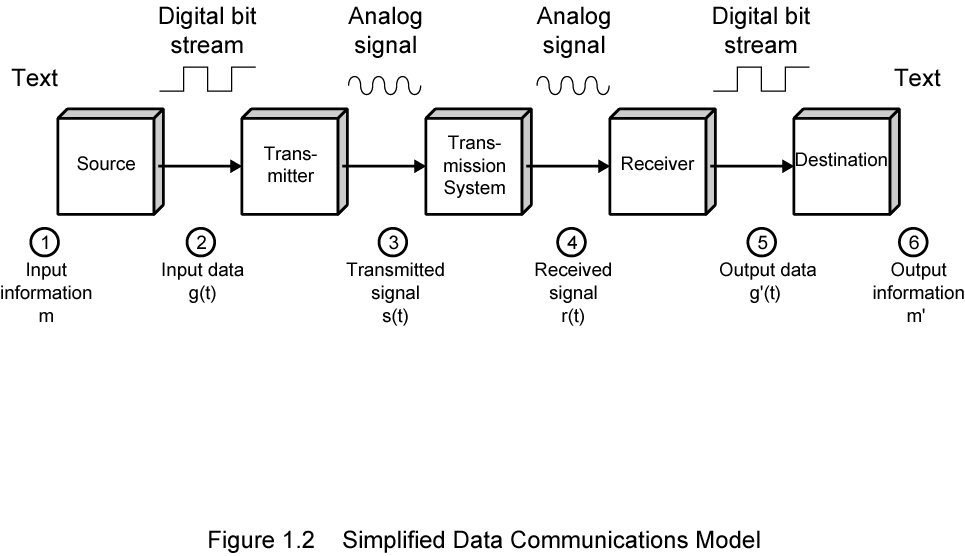 Digital bit
stream
Analog
signal
Analog
signal
Digital bit
stream
Text
Text
Source
Trans-
mitter
Trans-
mission
System
Receiver
Destination
1
Input
information
m
2
Input data
g(t)
3
Transmitted
signal
s(t)
4
Received
signal
r(t)
5
Output data
g'(t)
6
Output
information
m'
Figure 1.2 Simplified Data Communications Model